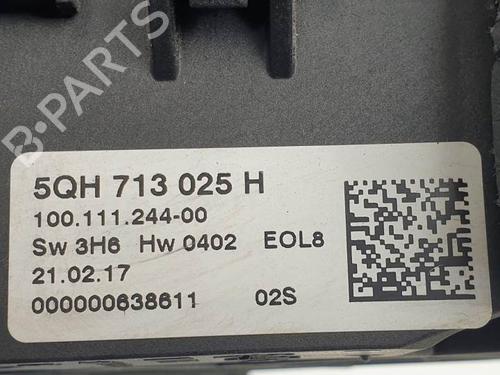 B-PARTS
5QH 713 025 H
100.111.244-00
Sw 3H6 Hw 0402 EOL8
21.02.17
000000638611 02S